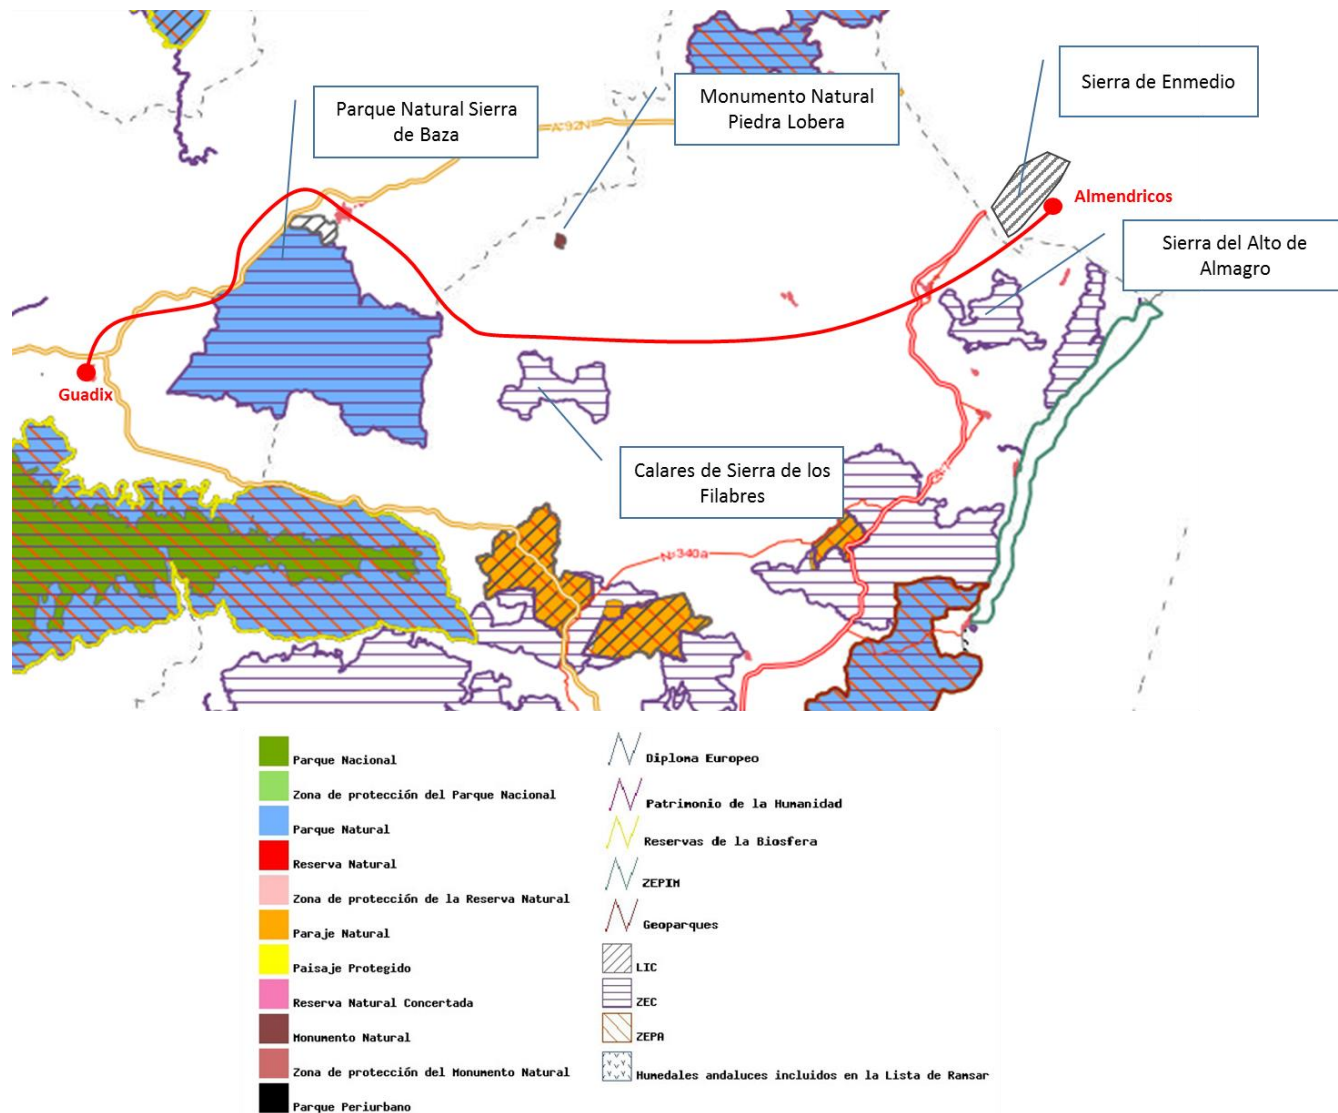 Parque Natural Sierra
de Baza
Monumento Natural
Piedra Lobera
Sierra de Enmedio
A-92N
Almendricos
Sierra del Alto de
Almagro
Guadix
Calares de Sierra de los
Filabres
N-340a
Parque Nacional
Zona de protección del Parque Nacional
Parque Natural
Reserva Natural
Zona de protección de la Reserva Natural
Paraje Natural
Paisaje Protegido
Reserva Natural Concertada
Monumento Natural
Zona de protección del Monumento Natural
Parque Periurbano
Diploma Europeo
Patrimonio de la Humanidad
Reservas de la Biosfera
ZEPIM
Geoparques
LIC
ZEC
ZEPA
Humedales andaluces incluidos en la Lista de Ramsar